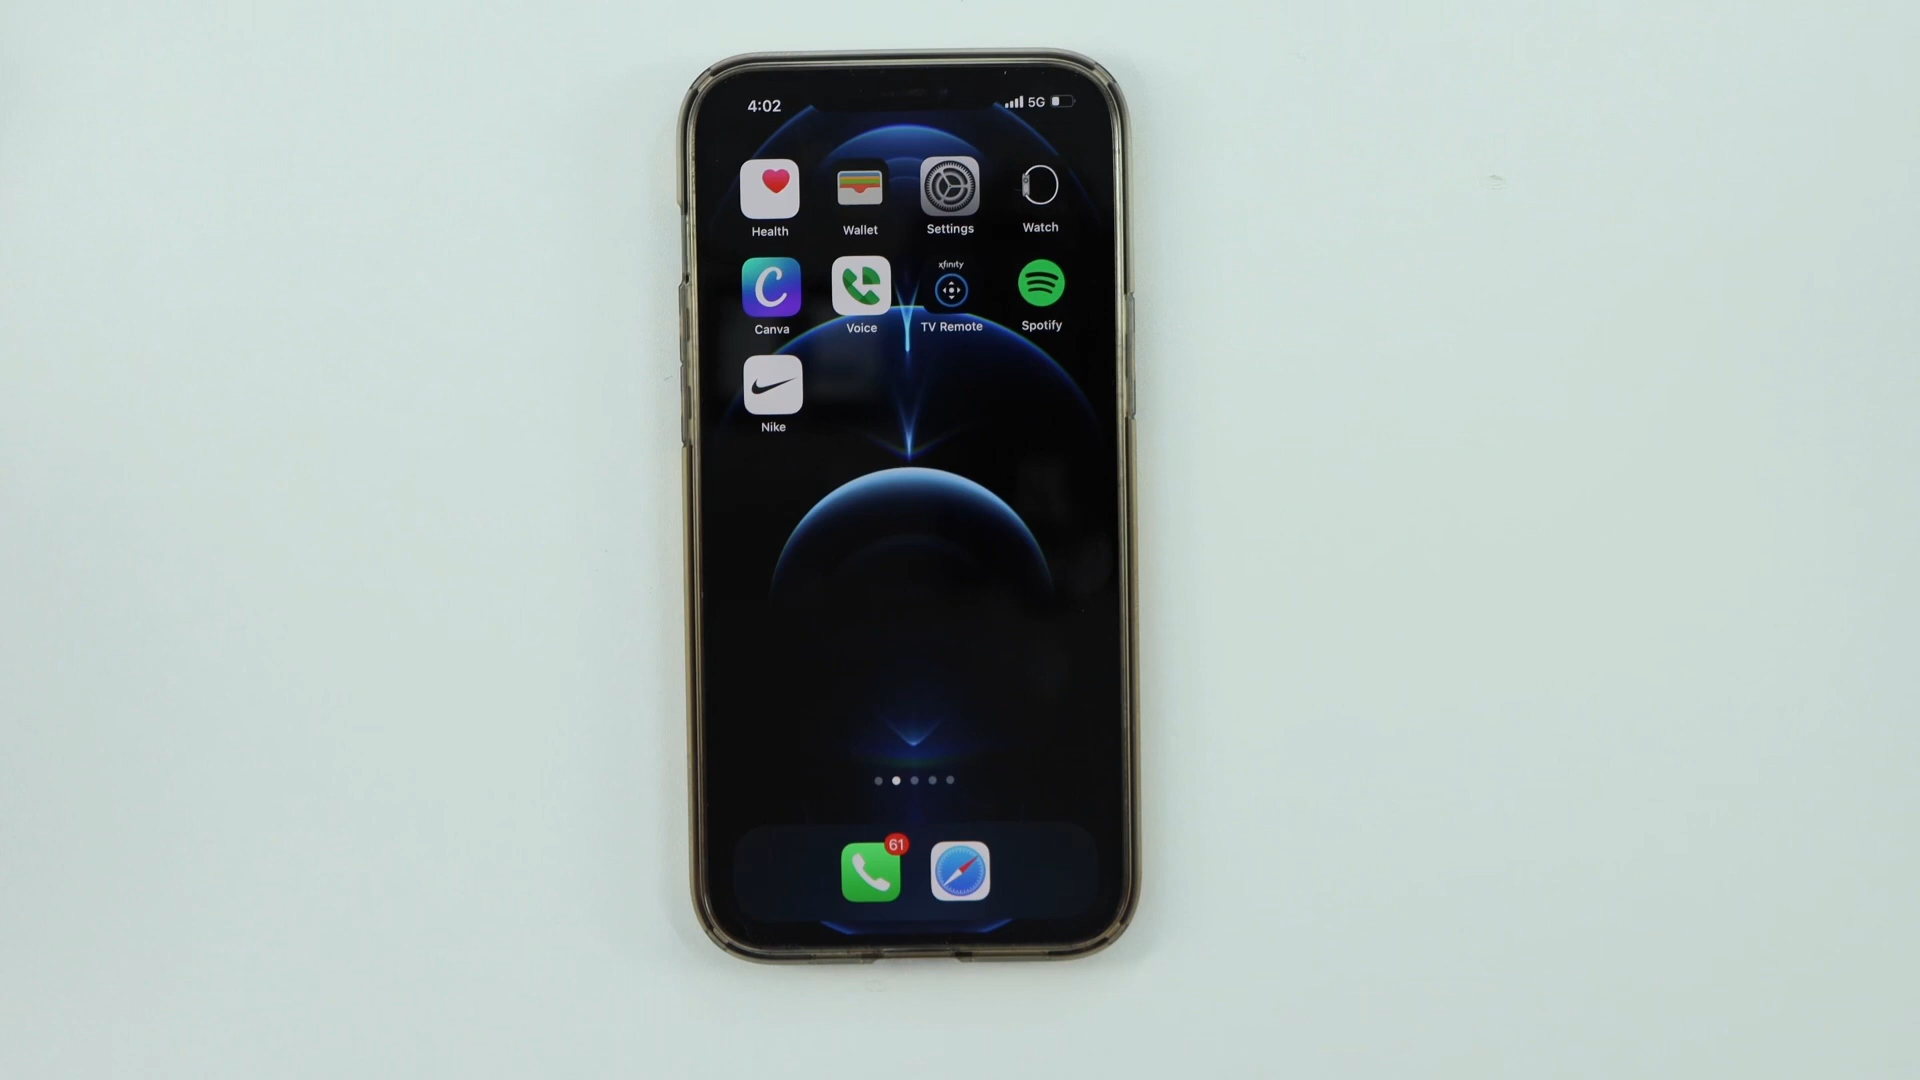 4:02 5G
Health Wallet Settings Watch
xfinity
Canva Voice TV Remote Spotify
Nike
61